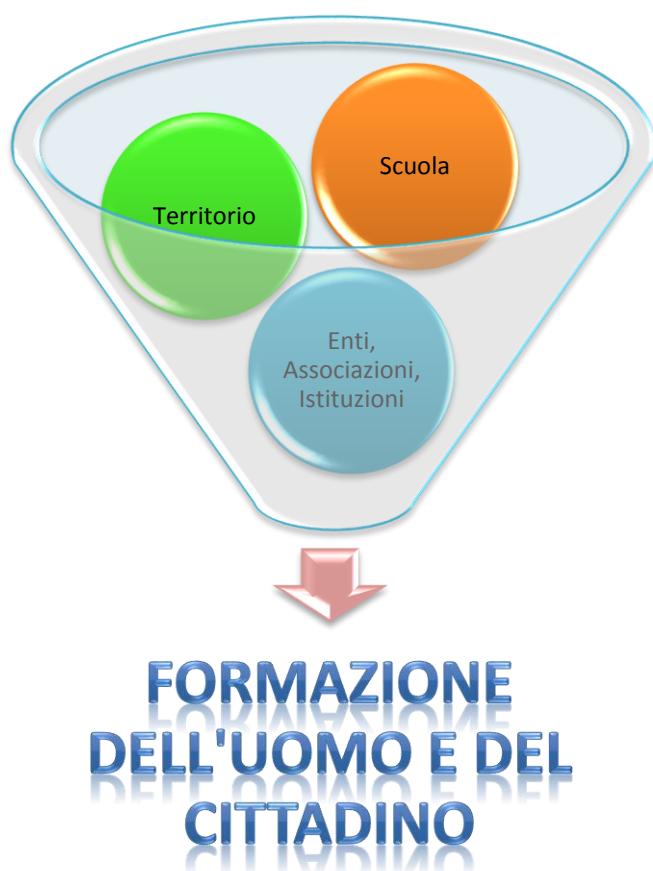 Scuola
Territorio
Enti,
Associazioni,
Istituzioni
FORMAZIONE
DELL'UOMO E DEL
CITTADINO